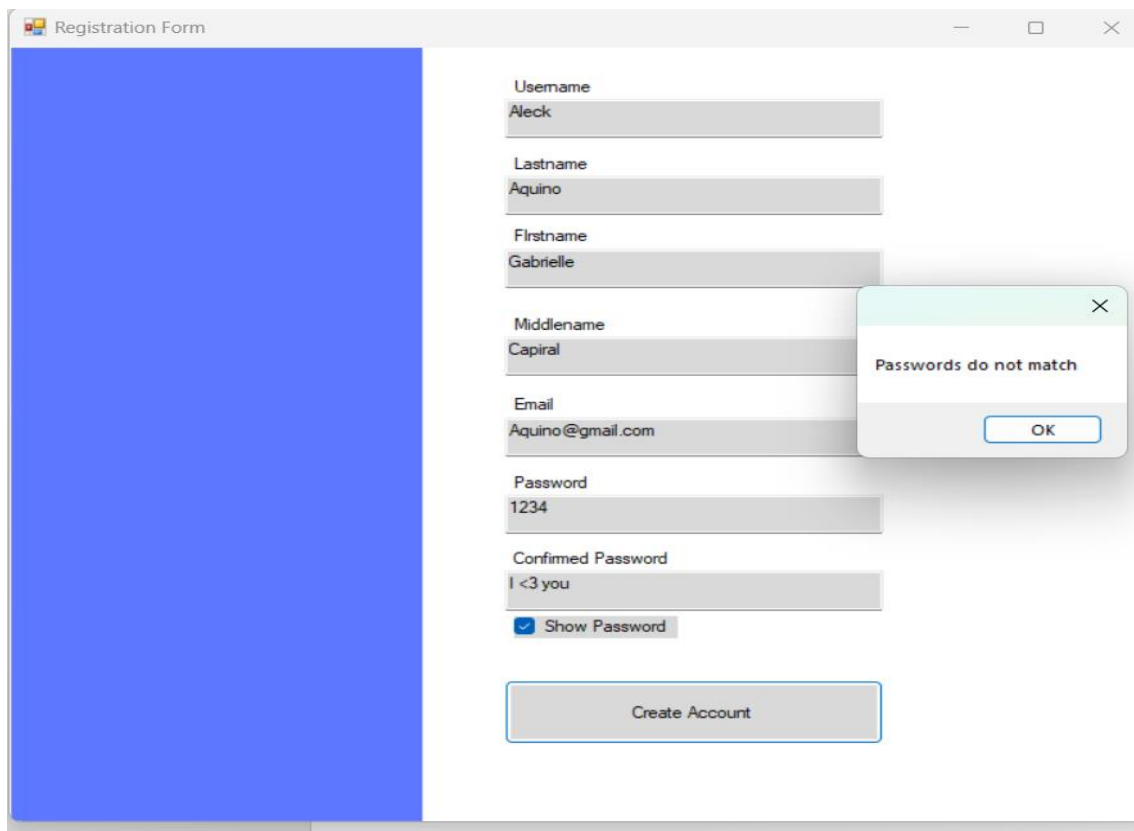 Registration Form
Username
Aleck
Lastname
Aquino
FIrstname
Gabrielle
Middlename
Capiral
Passwords do not match
Email
Aquino@gmail.com
OK
Password
1234
Confirmed Password
I <3 you
Show Password
Create Account